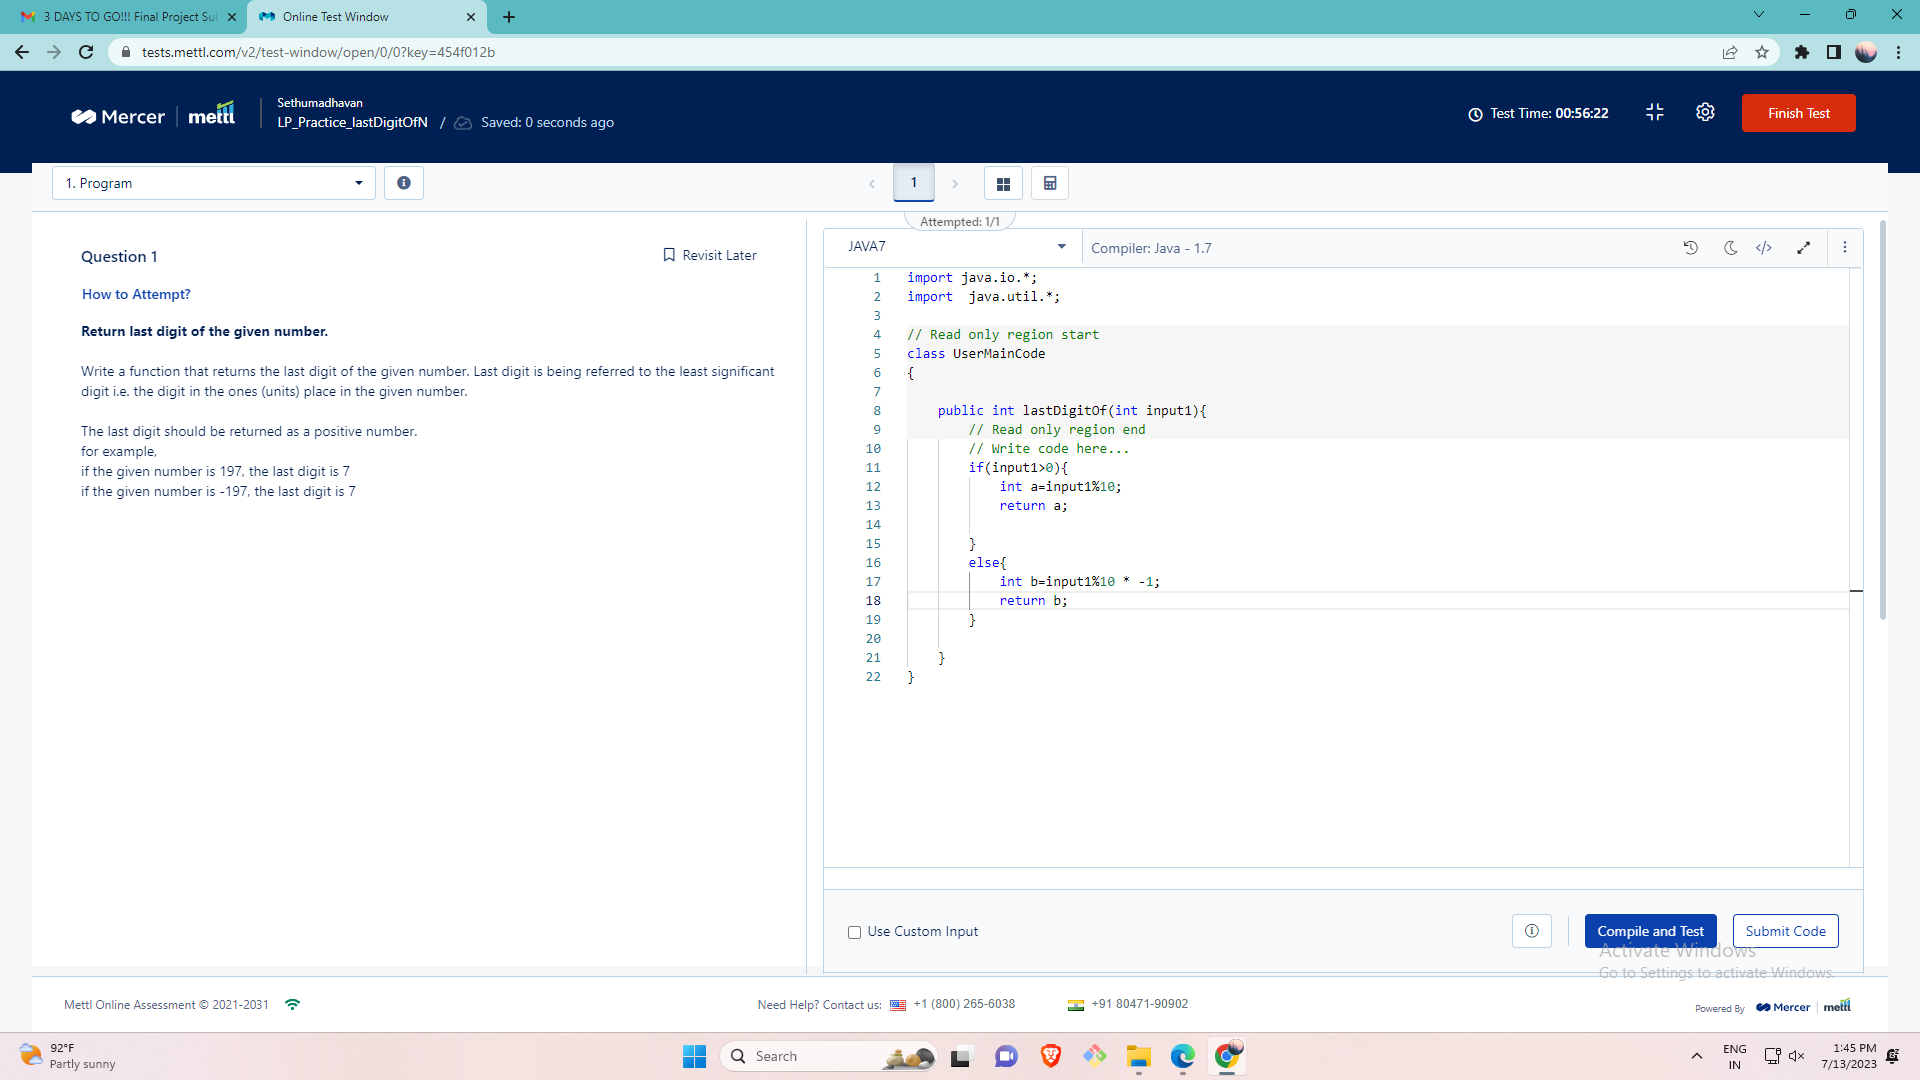 3 DAYS TO GO!!! Final Project Su
Online Test Window
tests.mettl.com/v2/test-window/open/0/0?key=454f012b
Mercer
mettl
Sethumadhavan
LP_Practice_lastDigitOfN / Saved: 0 seconds ago
Test Time: 00:56:22
Finish Test
1. Program
1
Attempted: 1/1
Question 1
Revisit Later
How to Attempt?
Return last digit of the given number.
Write a function that returns the last digit of the given number. Last digit is being referred to the least significant
digit i.e. the digit in the ones (units) place in the given number.
The last digit should be returned as a positive number.
for example,
if the given number is 197, the last digit is 7
if the given number is -197, the last digit is 7
JAVA7
Compiler: Java - 1.7
1 import java.io.*;
2 import  java.util.*;
3
4 // Read only region start
5 class UserMainCode
6 {
7
8     public int lastDigitOf(int input1){
9         // Read only region end
10         // Write code here...
11         if(input1>0){
12             int a=input1%10;
13             return a;
14
15         }
16         else{
17             int b=input1%10 * -1;
18             return b;
19         }
20
21     }
22 }
Use Custom Input
Compile and Test
Submit Code
Activate Windows
Go to Settings to activate Windows.
Mettl Online Assessment © 2021-2031
Need Help? Contact us: +1 (800) 265-6038
+91 80471-90902
Powered By Mercer mettl
92°F
Partly sunny
Search
ENG
IN
1:45 PM
7/13/2023